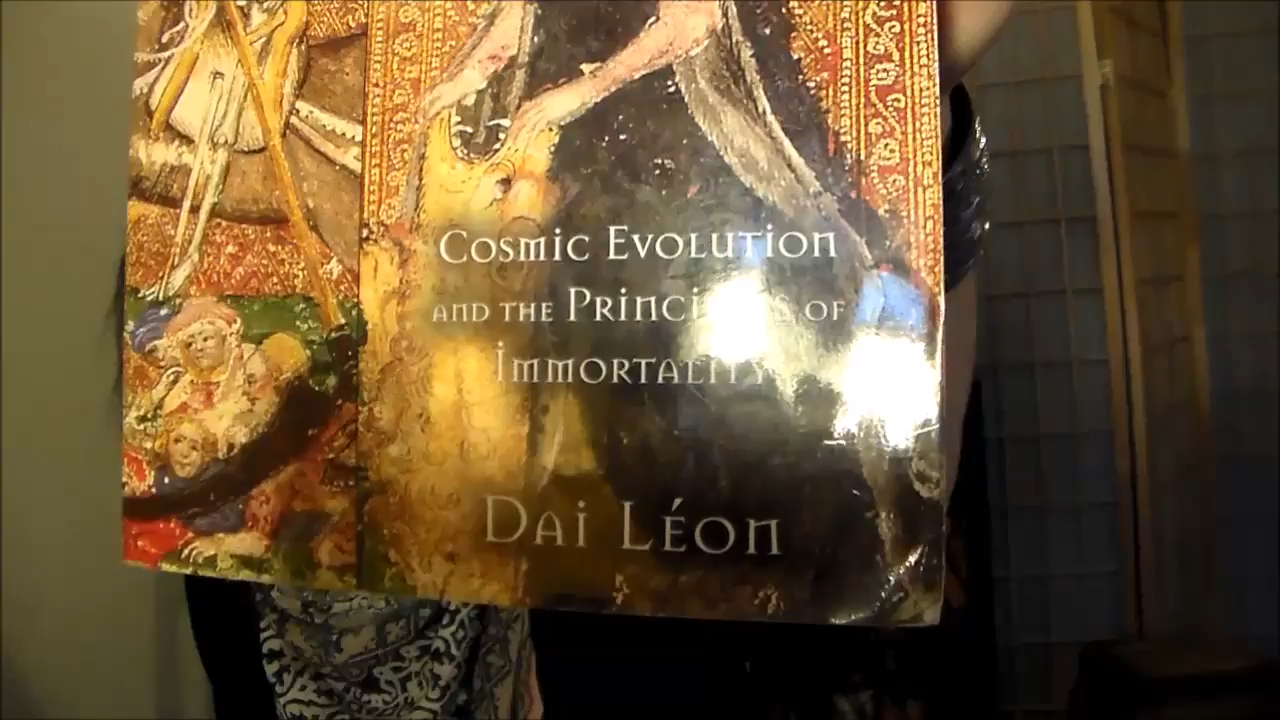 Cosmic Evolution
and the Principles of
Immortality
Dai Léon